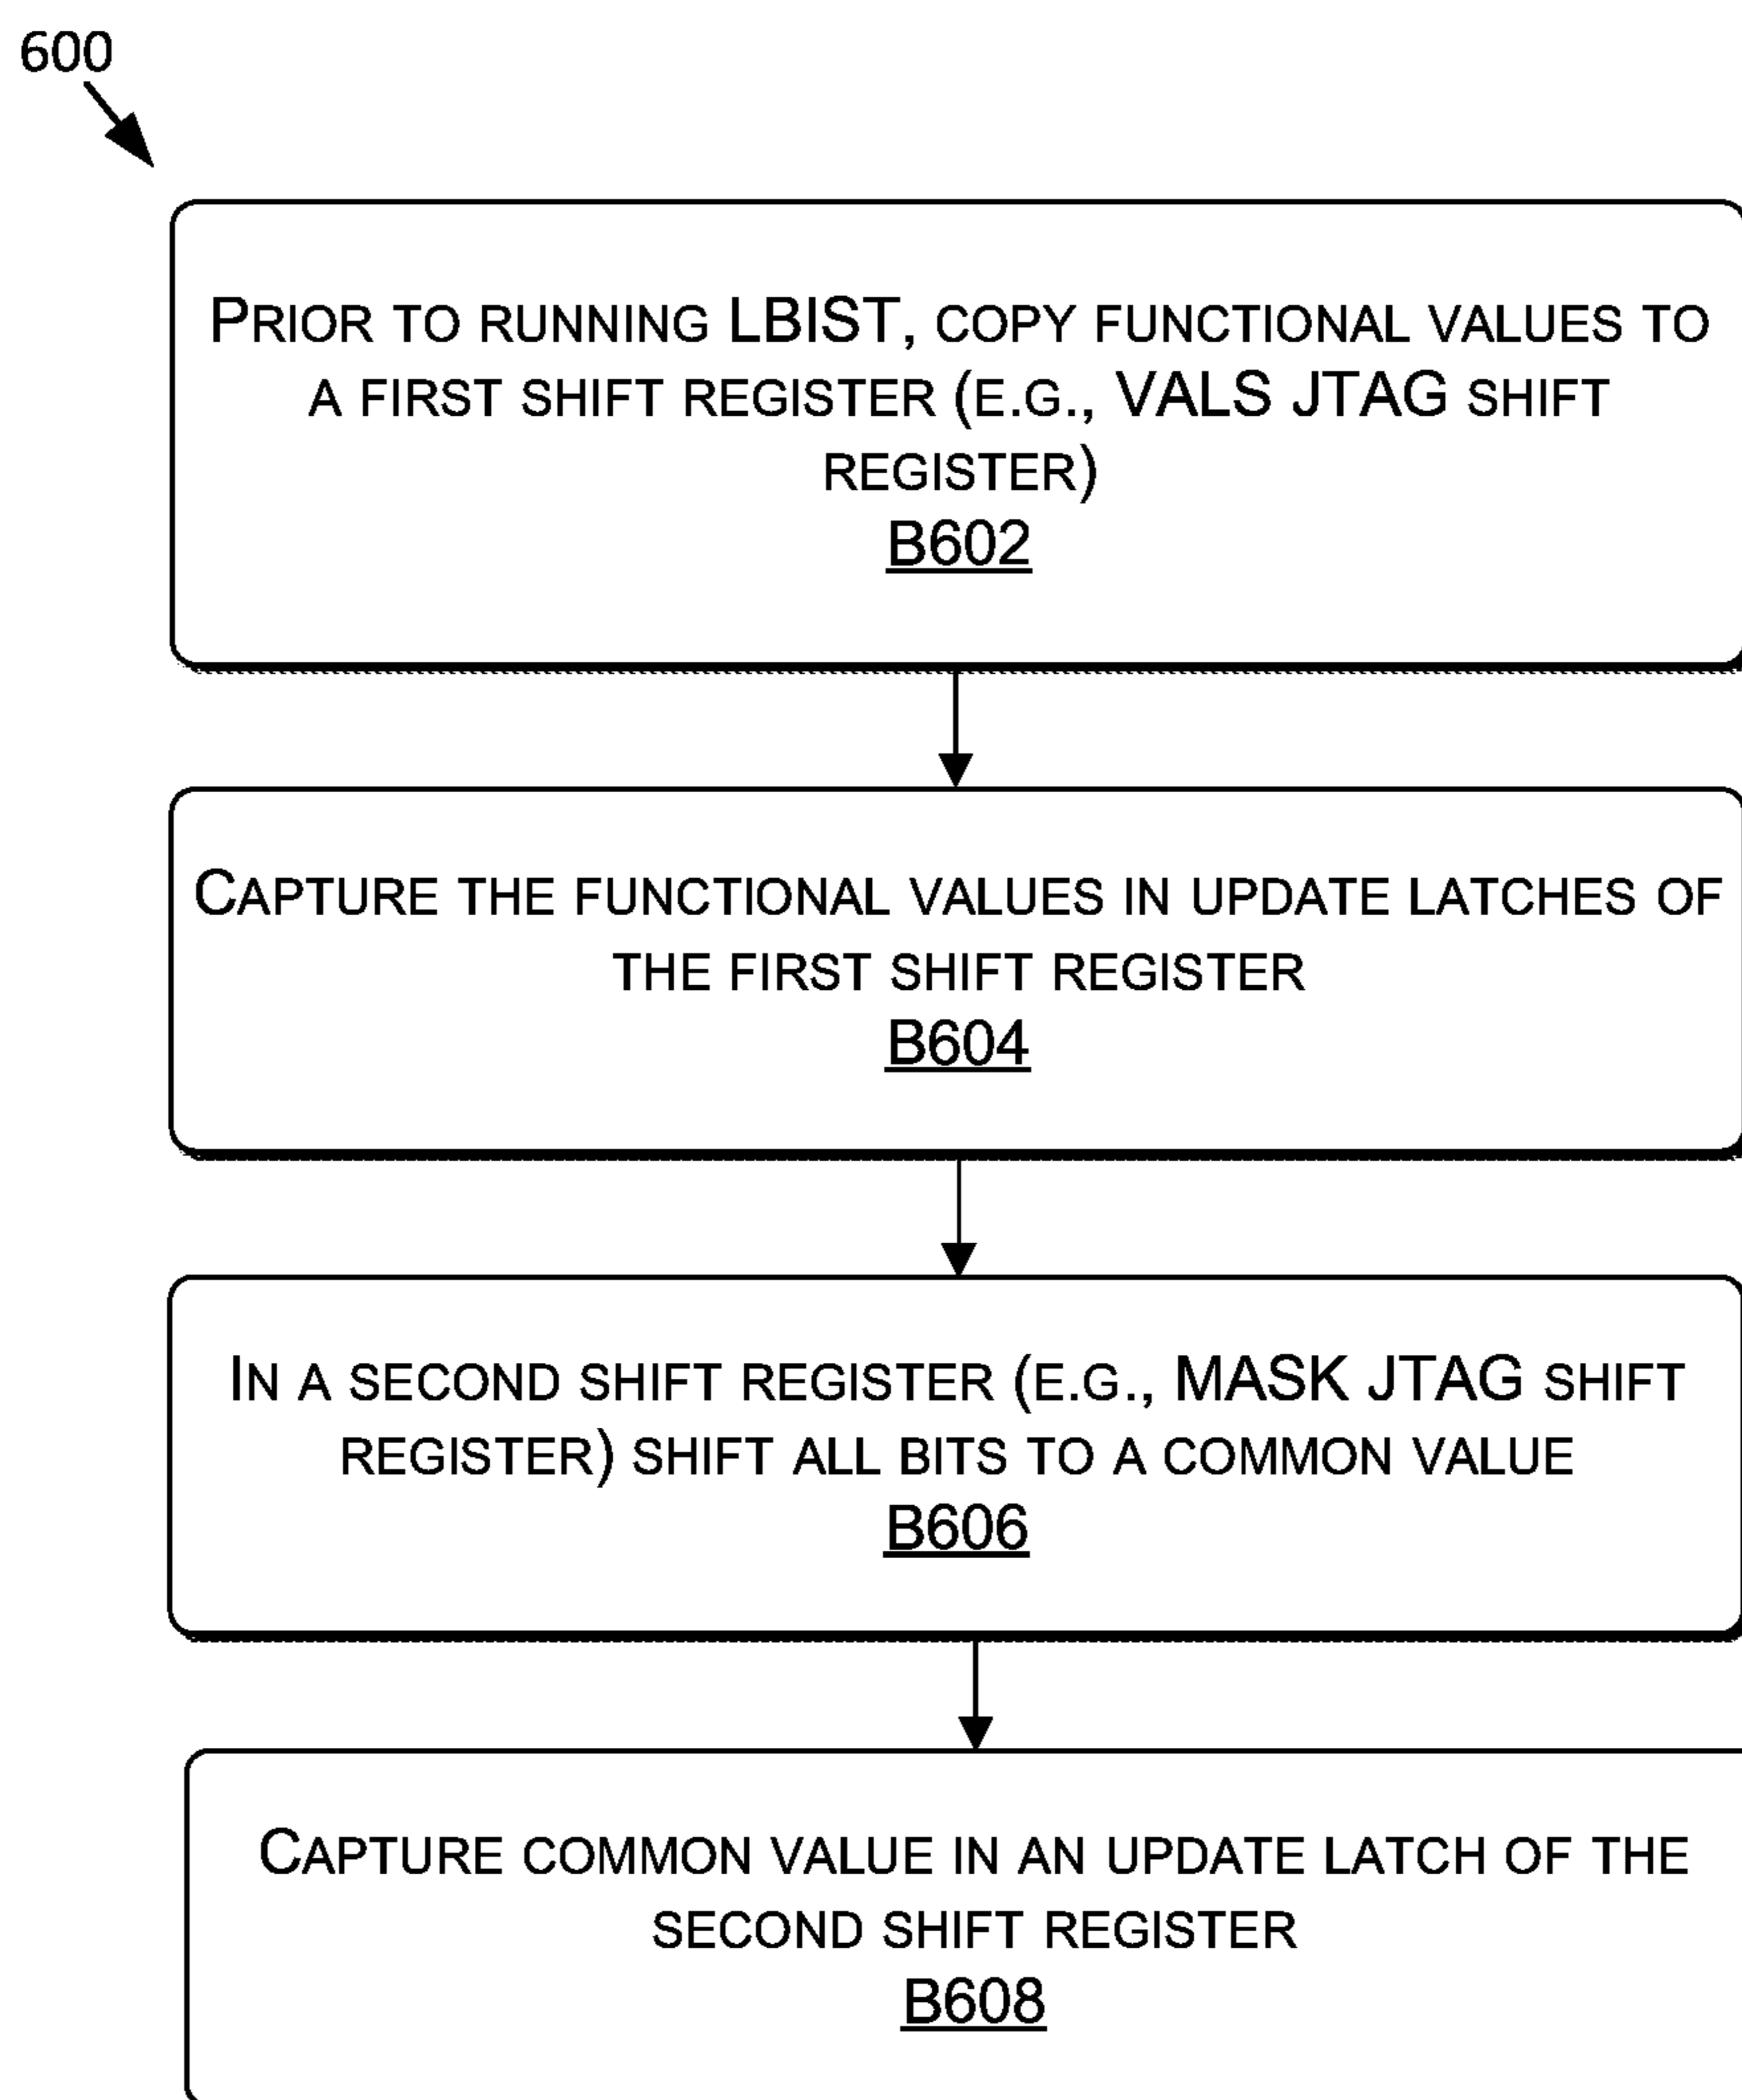 600
PRIOR TO RUNNING LBIST, COPY FUNCTIONAL VALUES TO
A FIRST SHIFT REGISTER (E.G., VALS JTAG SHIFT
REGISTER)
B602
CAPTURE THE FUNCTIONAL VALUES IN UPDATE LATCHES OF
THE FIRST SHIFT REGISTER
B604
IN A SECOND SHIFT REGISTER (E.G., MASK JTAG SHIFT
REGISTER) SHIFT ALL BITS TO A COMMON VALUE
B606
CAPTURE COMMON VALUE IN AN UPDATE LATCH OF THE
SECOND SHIFT REGISTER
B608